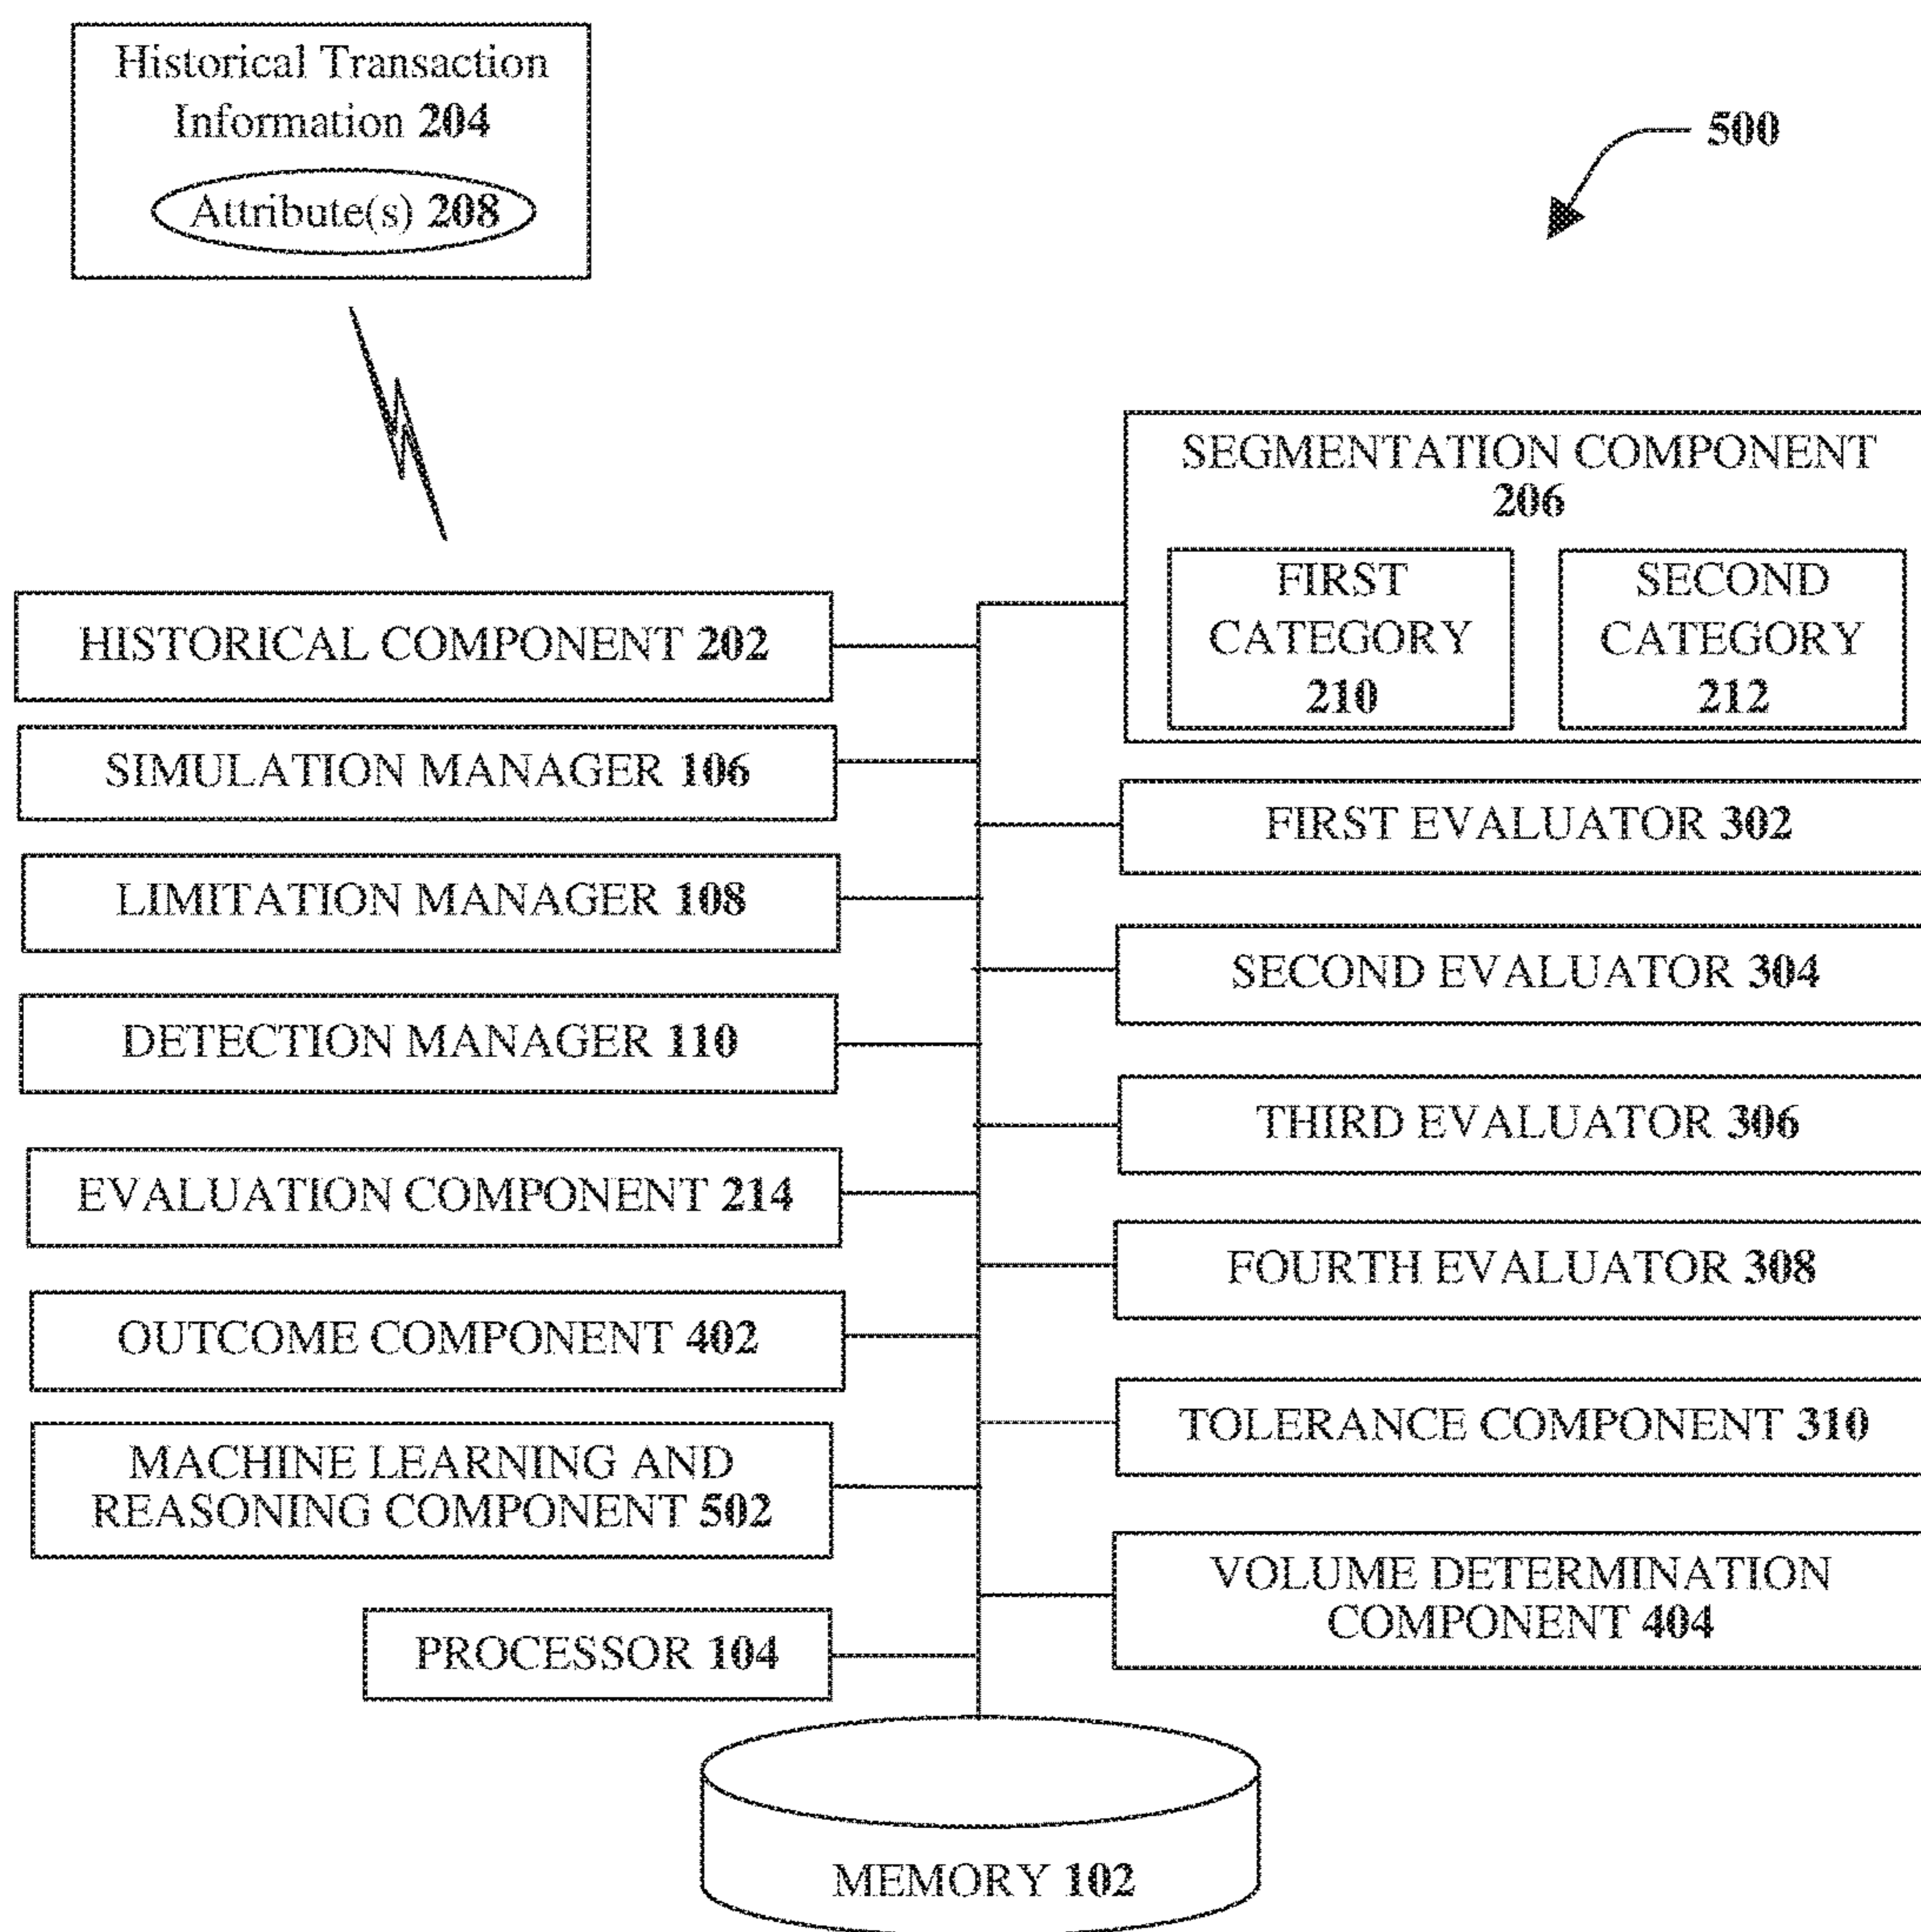 Historical Transaction
Information 204
Attribute(s) 208
500
SEGMENTATION COMPONENT
206
FIRST
CATEGORY
210
SECOND
CATEGORY
212
HISTORICAL COMPONENT 202
SIMULATION MANAGER 106
LIMITATION MANAGER 108
DETECTION MANAGER 110
EVALUATION COMPONENT 214
OUTCOME COMPONENT 402
MACHINE LEARNING AND
REASONING COMPONENT 502
PROCESSOR 104
FIRST EVALUATOR 302
SECOND EVALUATOR 304
THIRD EVALUATOR 306
FOURTH EVALUATOR 308
TOLERANCE COMPONENT 310
VOLUME DETERMINATION
COMPONENT 404
MEMORY 102